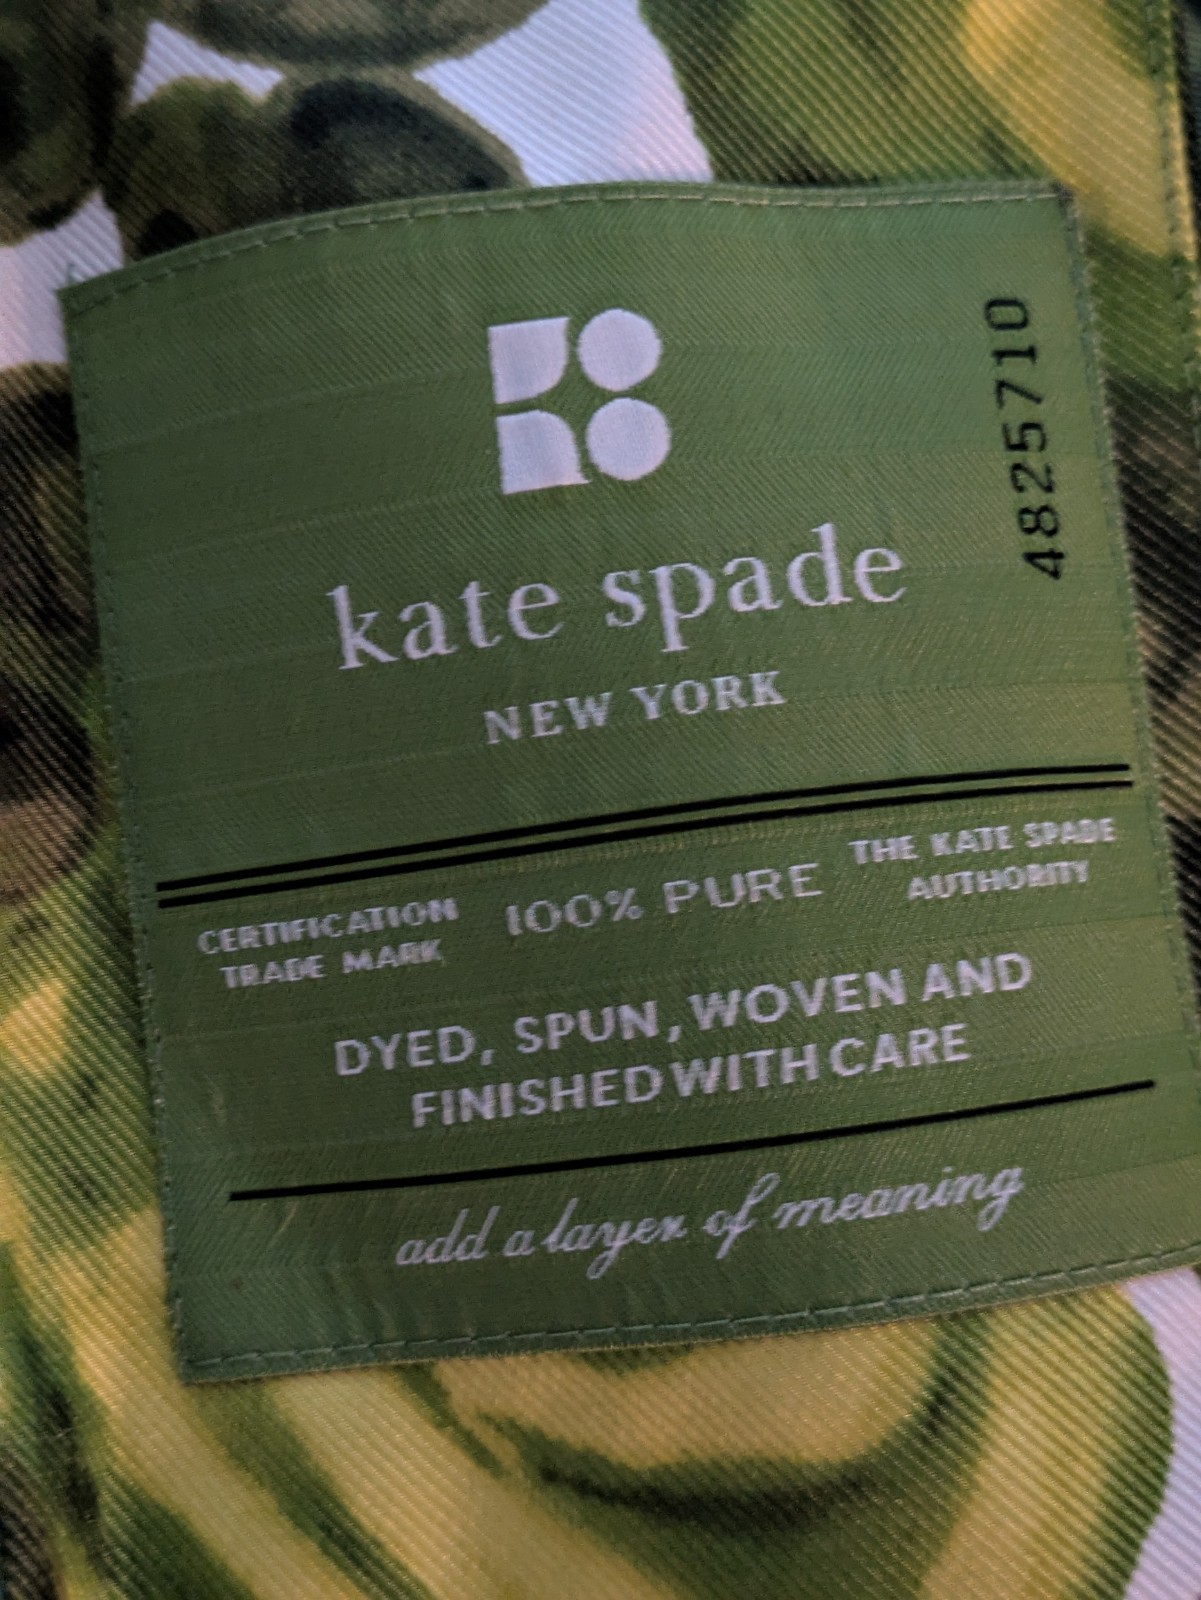 4825710
kate spade
NEW YORK
CERTIFICATION
TRADE MARK
100% PURE
THE KATE SPADE
AUTHORITY
DYED, SPUN, WOVEN AND
FINISHED WITH CARE
add a layer of meaning